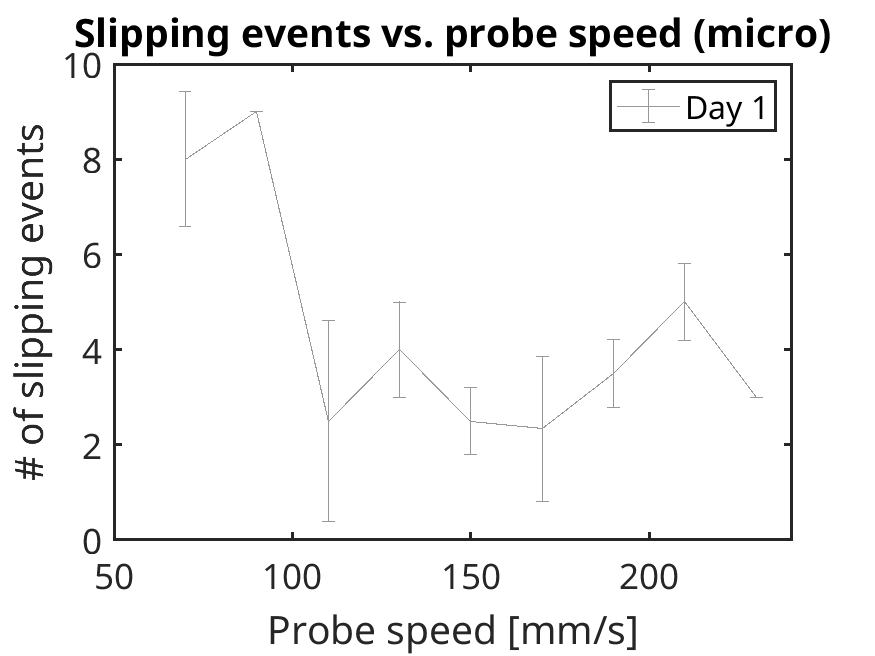 Slipping events vs. probe speed (micro)
10
8
6
4
2
0
# of slipping events
Day 1
50 100 150 200
Probe speed [mm/s]